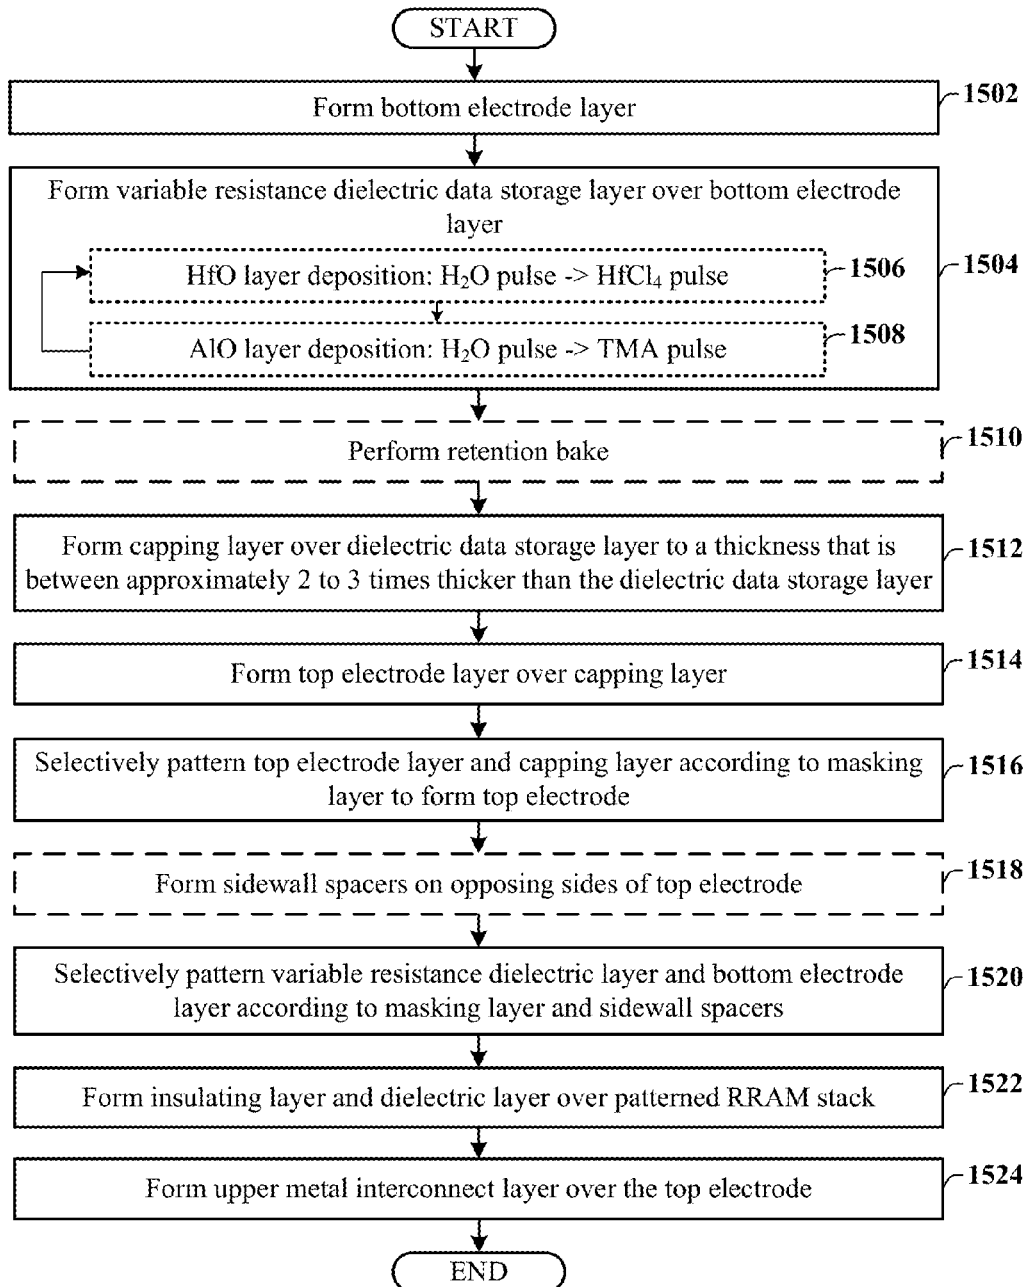 START
Form bottom electrode layer
1502
Form variable resistance dielectric data storage layer over bottom electrode
layer
1504
HfO layer deposition: H₂O pulse -> HfCl₄ pulse
1506
AlO layer deposition: H₂O pulse -> TMA pulse
1508
Perform retention bake
1510
Form capping layer over dielectric data storage layer to a thickness that is
between approximately 2 to 3 times thicker than the dielectric data storage layer
1512
Form top electrode layer over capping layer
1514
Selectively pattern top electrode layer and capping layer according to masking
layer to form top electrode
1516
Form sidewall spacers on opposing sides of top electrode
1518
Selectively pattern variable resistance dielectric layer and bottom electrode
layer according to masking layer and sidewall spacers
1520
Form insulating layer and dielectric layer over patterned RRAM stack
1522
Form upper metal interconnect layer over the top electrode
1524
END